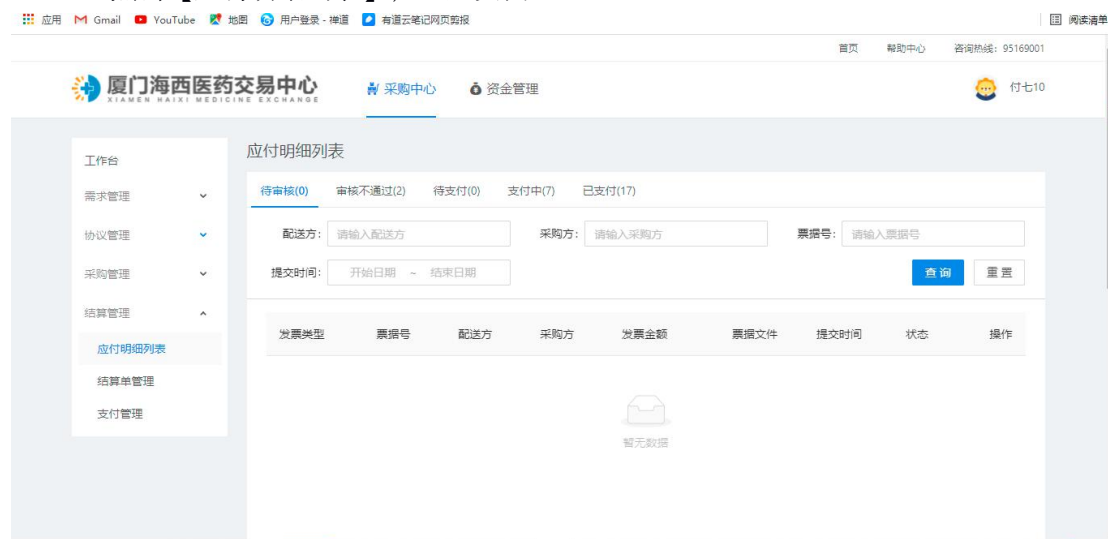 应用 Gmail YouTube 地图 用户登录 - 禅道 有道云笔记网页剪报 阅读清单
首页 帮助中心 咨询热线：95169001
厦门海西医药交易中心 采购中心 资金管理 付七10
XIAMEN HAIXI MEDICINE EXCHANGE
工作台
需求管理
协议管理
采购管理
结算管理
应付明细列表
结算单管理
支付管理
应付明细列表
待审核(0) 审核不通过(2) 待支付(0) 支付中(7) 已支付(17)
配送方： 请输入配送方 采购方： 请输入采购方 票据号： 请输入票据号
提交时间： 开始日期 ~ 结束日期 查 询 重 置
发票类型 票据号 配送方 采购方 发票金额 票据文件 提交时间 状态 操作
暂无数据